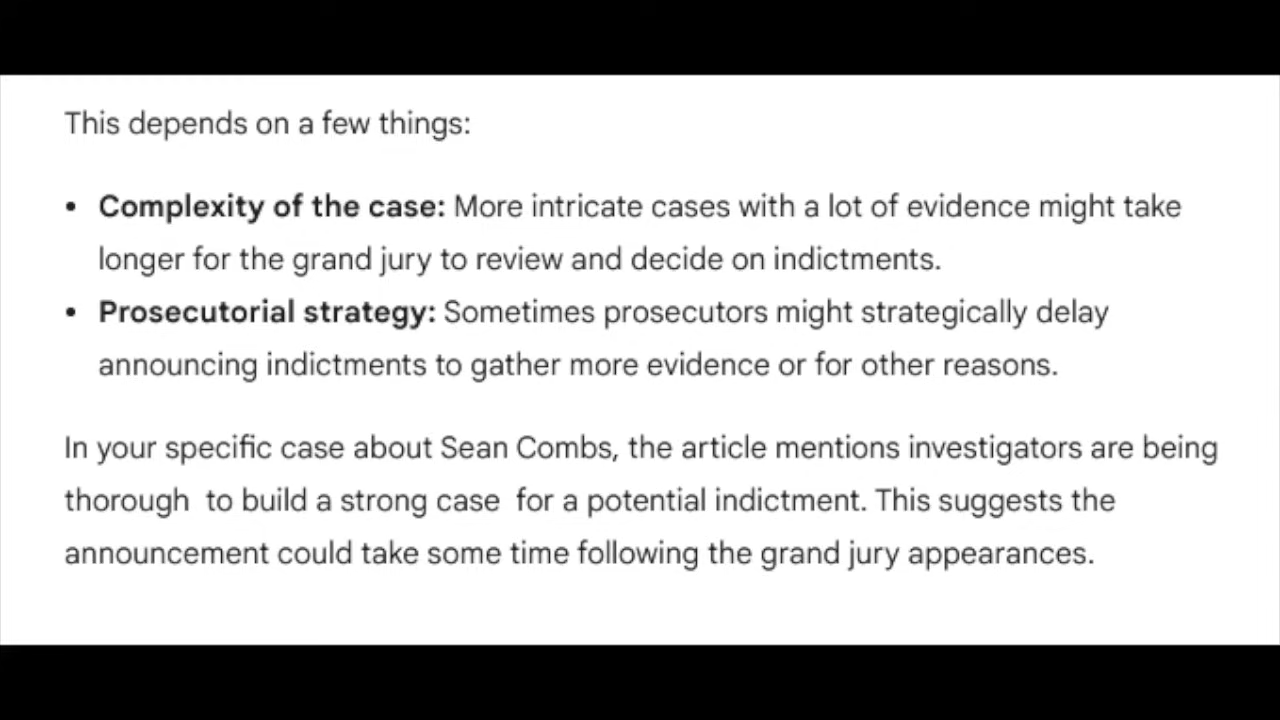 This depends on a few things:
• Complexity of the case: More intricate cases with a lot of evidence might take
longer for the grand jury to review and decide on indictments.
• Prosecutorial strategy: Sometimes prosecutors might strategically delay
announcing indictments to gather more evidence or for other reasons.
In your specific case about Sean Combs, the article mentions investigators are being
thorough  to build a strong case  for a potential indictment. This suggests the
announcement could take some time following the grand jury appearances.